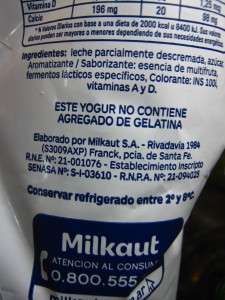 Vitamina D 1,25 mg
Calcio 196 mg 20 98 mg
% Valores Diarios con base a una dieta de 2000 kcal u 8400 kJ. Sus valores
diarios pueden ser mayores o menores dependiendo de sus necesidades energéticas
Ingredientes: leche parcialmente descremada, azúcar,
Aromatizante / Saborizante: esencia de multifruta,
fermentos lácticos específicos, Colorante: INS 100i,
vitaminas A y D.
ESTE YOGUR NO CONTIENE
AGREGADO DE GELATINA
Elaborado por Milkaut S.A. - Rivadavia 1984
(S3009AXP) Franck, pcia. de Santa Fe.
R.N.E. Nº: 21-001076 - Establecimiento Inscripto
SENASA Nº: S-I-03610 - R.N.P.A. Nº: 21-094025
Conservar refrigerado entre 2º y 8ºC.
Milkaut
ATENCION AL CONSUM
0.800.555